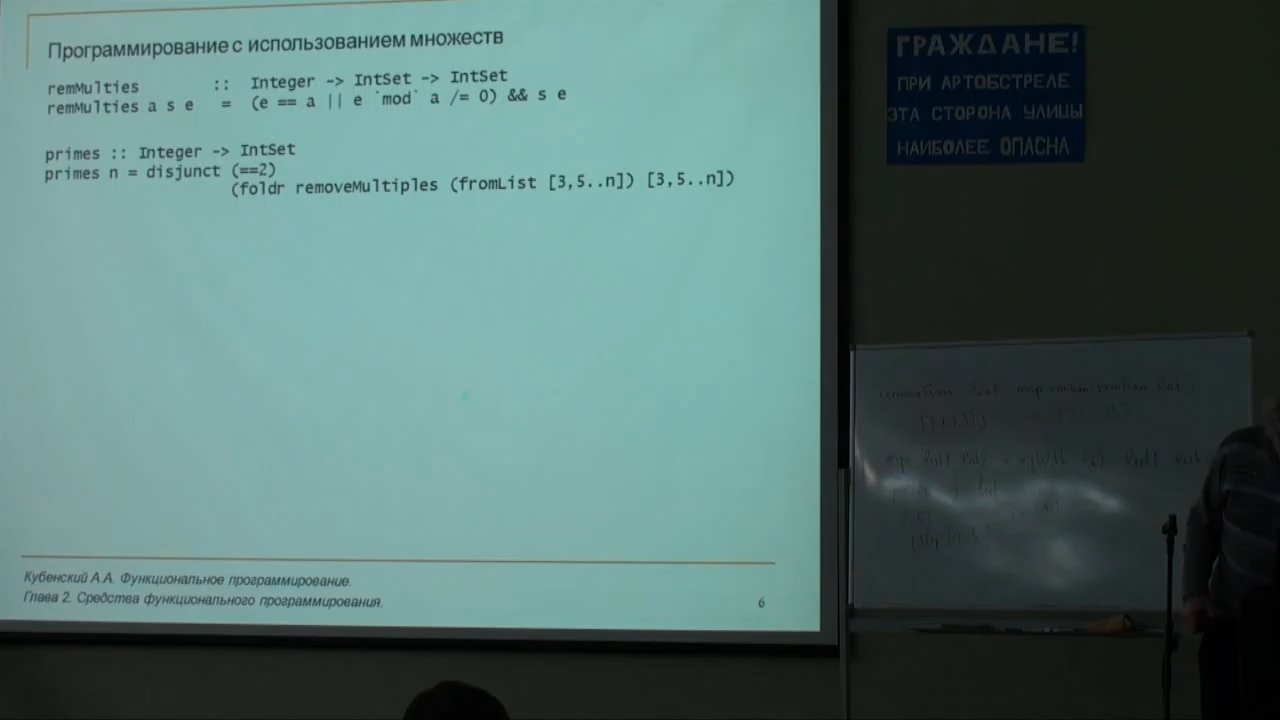 Программирование с использованием множеств
remMulties :: Integer -> IntSet -> IntSet
remMulties a s e = (e == a || e `mod` a /= 0) && s e
primes :: Integer -> IntSet
primes n = disjunct (==2)
(foldr removeMultiples (fromList [3,5..n]) [3,5..n])
Кубенский А.А. Функциональное программирование.
Глава 2. Средства функционального программирования.
6
ГРАЖДАНЕ!
ПРИ АРТОБСТРЕЛЕ
ЭТА СТОРОНА УЛИЦЫ
НАИБОЛЕЕ ОПАСНА